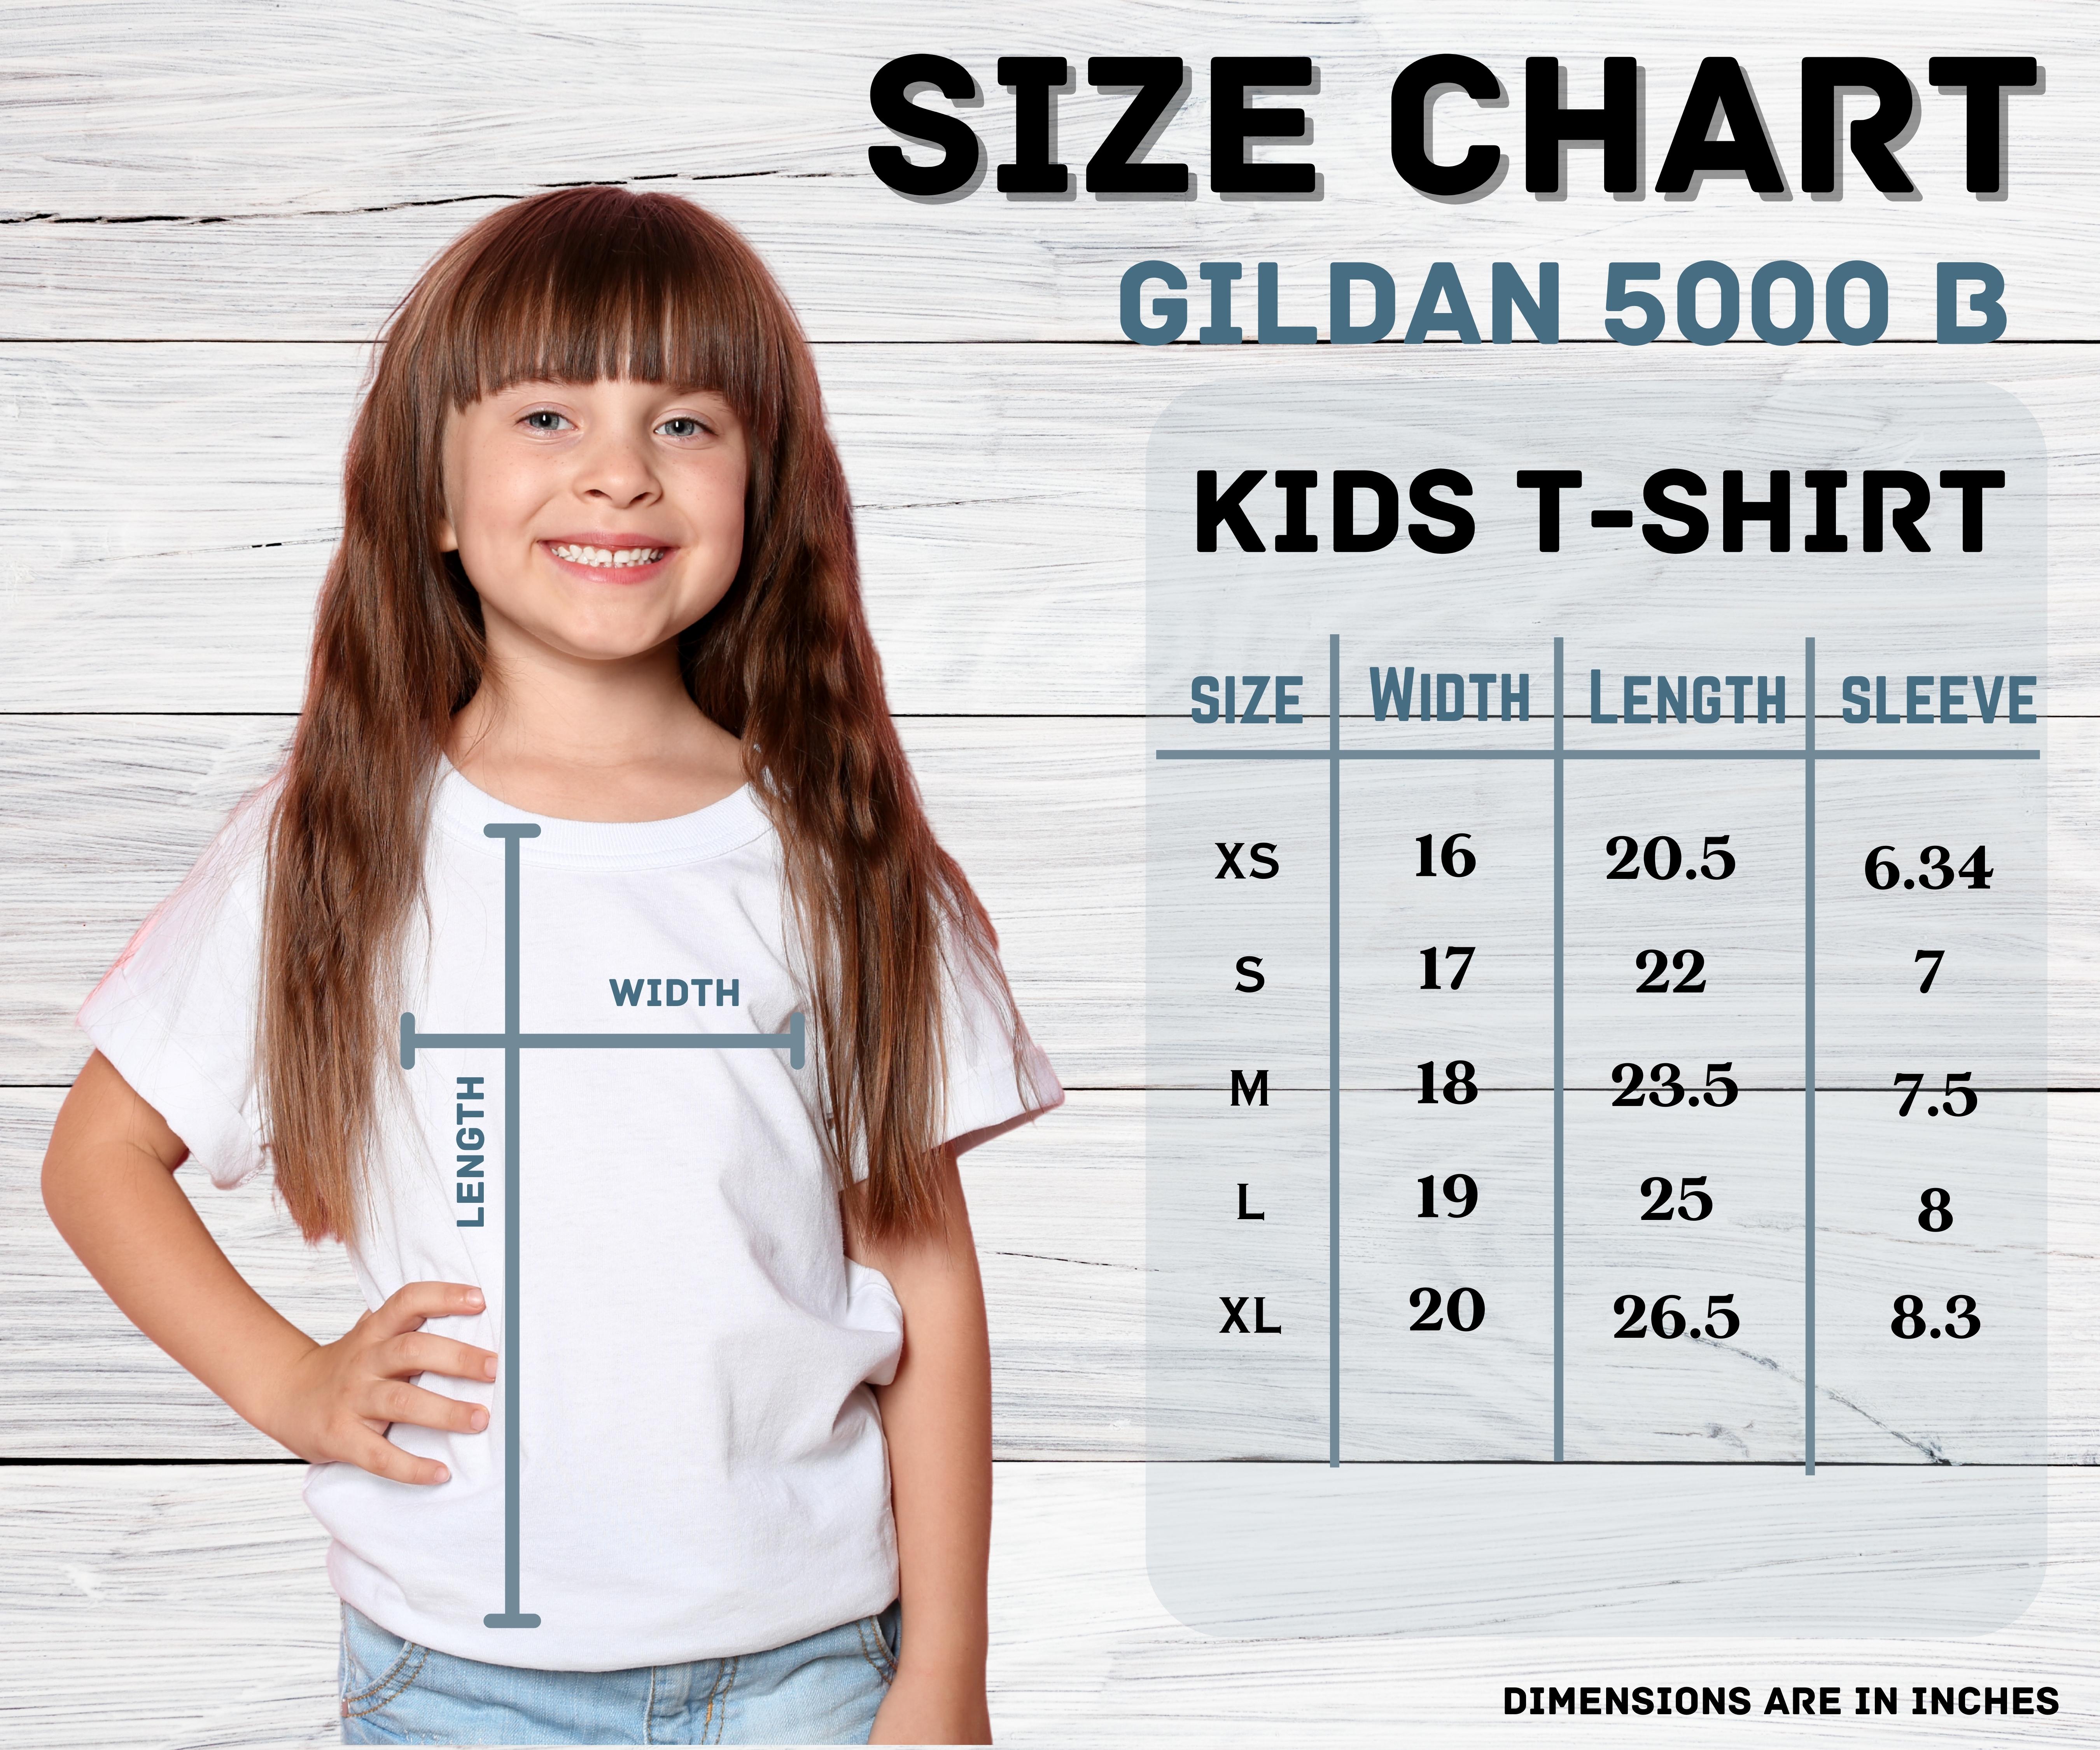 SIZE CHART
GILDAN 5000 B
KIDS T-SHIRT
SIZE WIDTH LENGTH SLEEVE
XS 16 20.5 6.34
S 17 22 7
M 18 23.5 7.5
L 19 25 8
XL 20 26.5 8.3
WIDTH
LENGTH
DIMENSIONS ARE IN INCHES